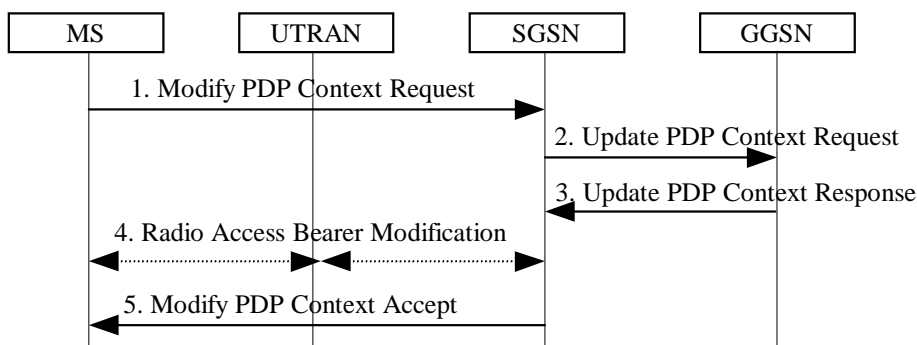 MS
UTRAN
SGSN
GGSN
1. Modify PDP Context Request
2. Update PDP Context Request
3. Update PDP Context Response
4. Radio Access Bearer Modification
5. Modify PDP Context Accept